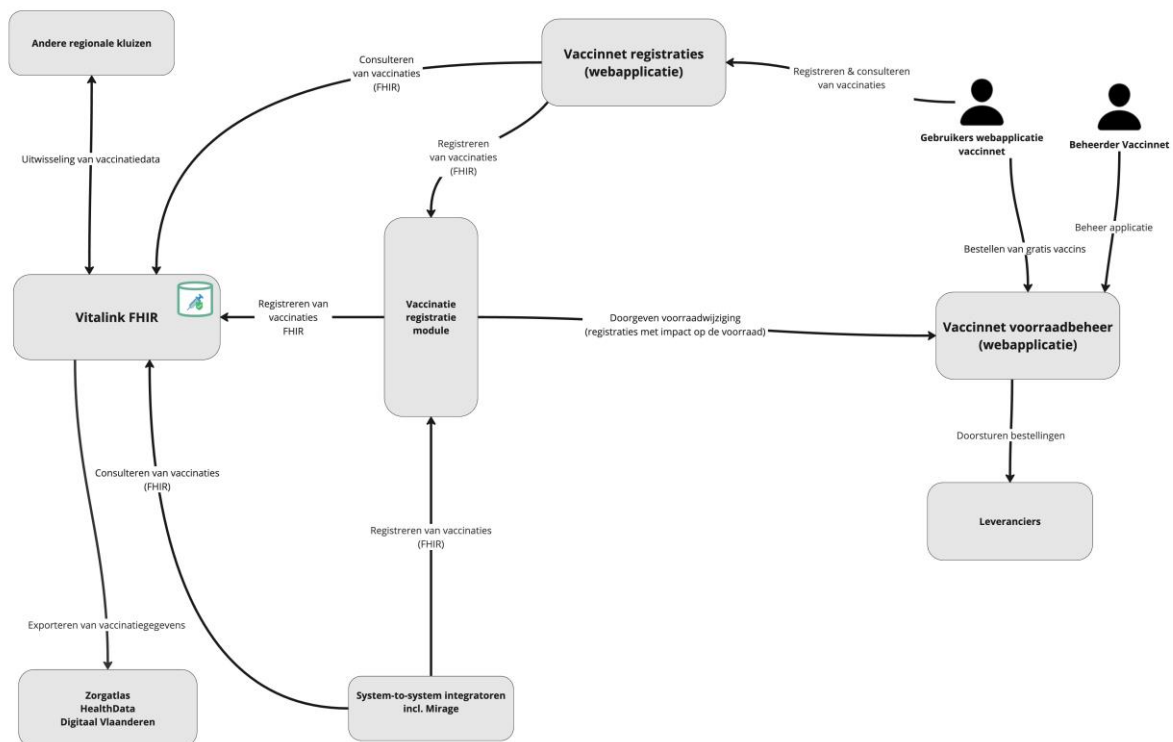 Andere regionale kluizen
Vaccinnet registraties
(webapplicatie)
Consulteren
van vaccinaties
(FHIR)
Registreren & consulteren
van vaccinaties
Gebruikers webapplicatie
vaccinnet
Beheerder Vaccinnet
Registreren
van vaccinaties
(FHIR)
Uitwisseling van vaccinatiedata
Beheer applicatie
Bestellen van gratis vaccins
Vitalink FHIR
Registreren van
vaccinaties
FHIR
Vaccinatie
registratie
module
Doorgeven voorraadwijziging
(registraties met impact op de voorraad)
Vaccinnet voorraadbeheer
(webapplicatie)
Doorsturen bestellingen
Consulteren van vaccinaties
(FHIR)
Registreren van vaccinaties
(FHIR)
Leveranciers
Exporteren van vaccinatiegegevens
Zorgatlas
HealthData
Digitaal Vlaanderen
System-to-system integratoren
incl. Mirage